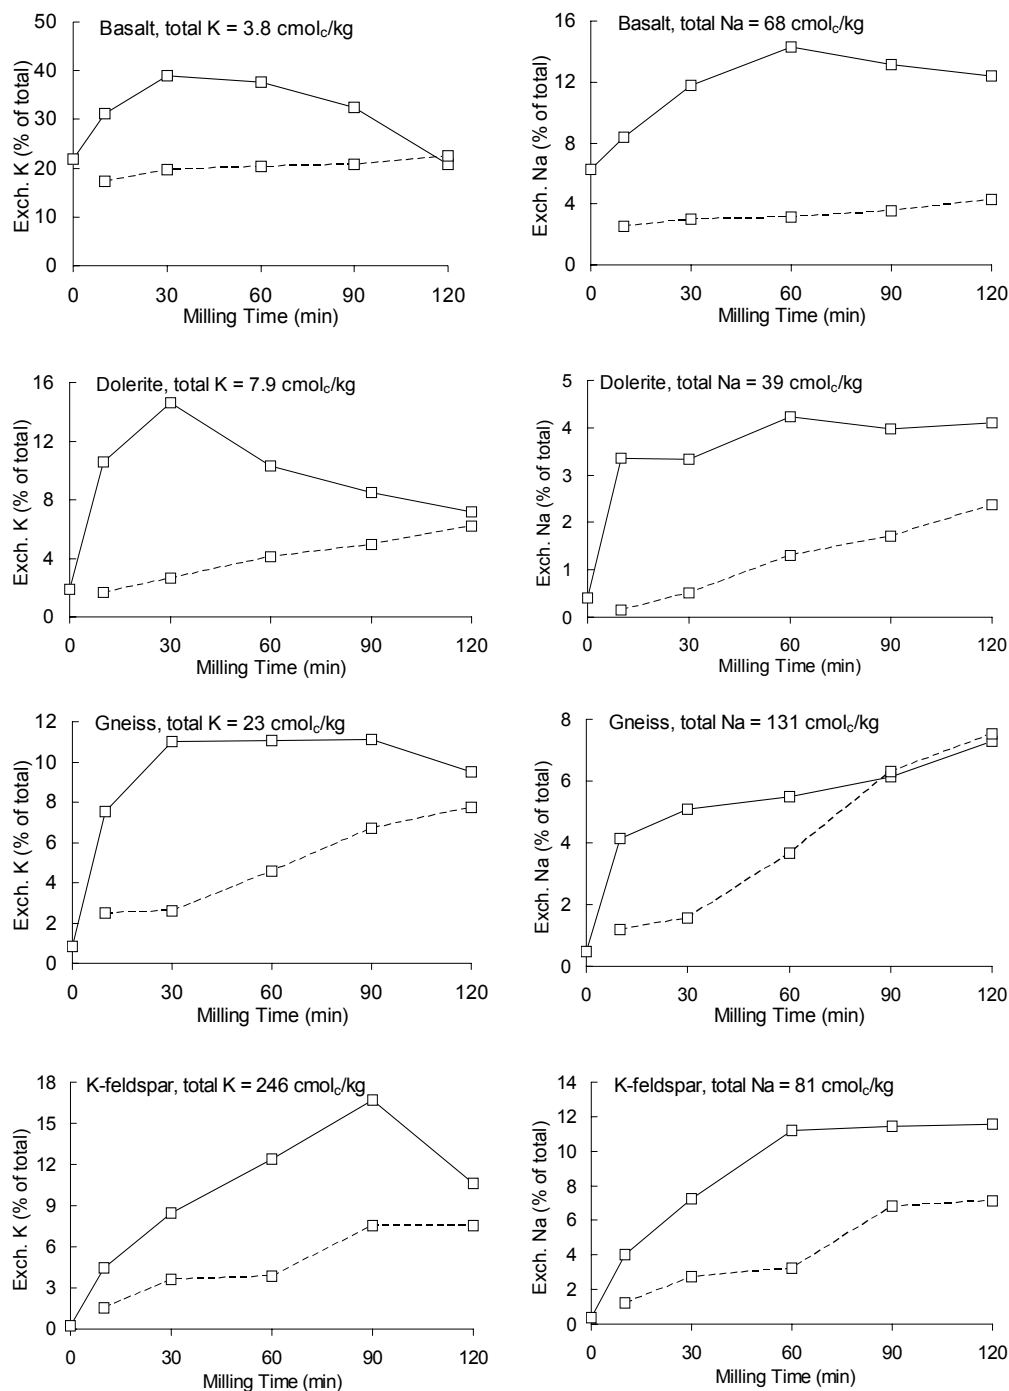 Basalt, total K = 3.8 cmolc/kg
Exch. K (% of total)
50
40
30
20
10
0
0 30 60 90 120
Milling Time (min)
Basalt, total Na = 68 cmolc/kg
Exch. Na (% of total)
16
12
8
4
0
0 30 60 90 120
Milling Time (min)
Dolerite, total K = 7.9 cmolc/kg
Exch. K (% of total)
16
12
8
4
0
0 30 60 90 120
Milling Time (min)
Dolerite, total Na = 39 cmolc/kg
Exch. Na (% of total)
5
4
3
2
1
0
0 30 60 90 120
Milling Time (min)
Gneiss, total K = 23 cmolc/kg
Exch. K (% of total)
12
10
8
6
4
2
0
0 30 60 90 120
Milling Time (min)
Gneiss, total Na = 131 cmolc/kg
Exch. Na (% of total)
8
6
4
2
0
0 30 60 90 120
Milling Time (min)
K-feldspar, total K = 246 cmolc/kg
Exch. K (% of total)
18
15
12
9
6
3
0
0 30 60 90 120
Milling Time (min)
K-feldspar, total Na = 81 cmolc/kg
Exch. Na (% of total)
14
12
10
8
6
4
2
0
0 30 60 90 120
Milling Time (min)